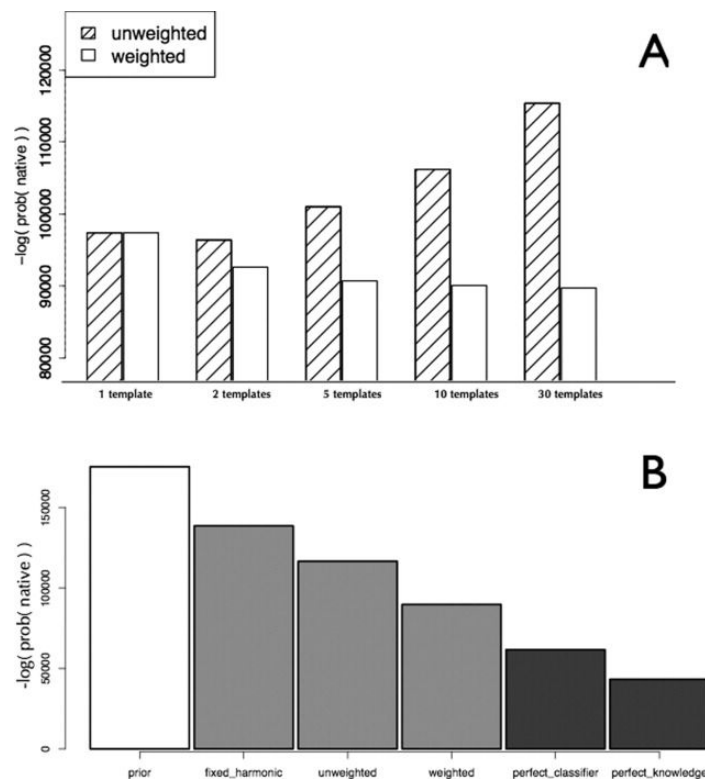 unweighted
weighted
A
-log( prob( native ) )
120000
110000
100000
90000
80000
1 template
2 templates
5 templates
10 templates
30 templates
B
-log( prob( native ) )
150000
100000
50000
0
prior
fixed_harmonic
unweighted
weighted
perfect_classifier
perfect_knowledge